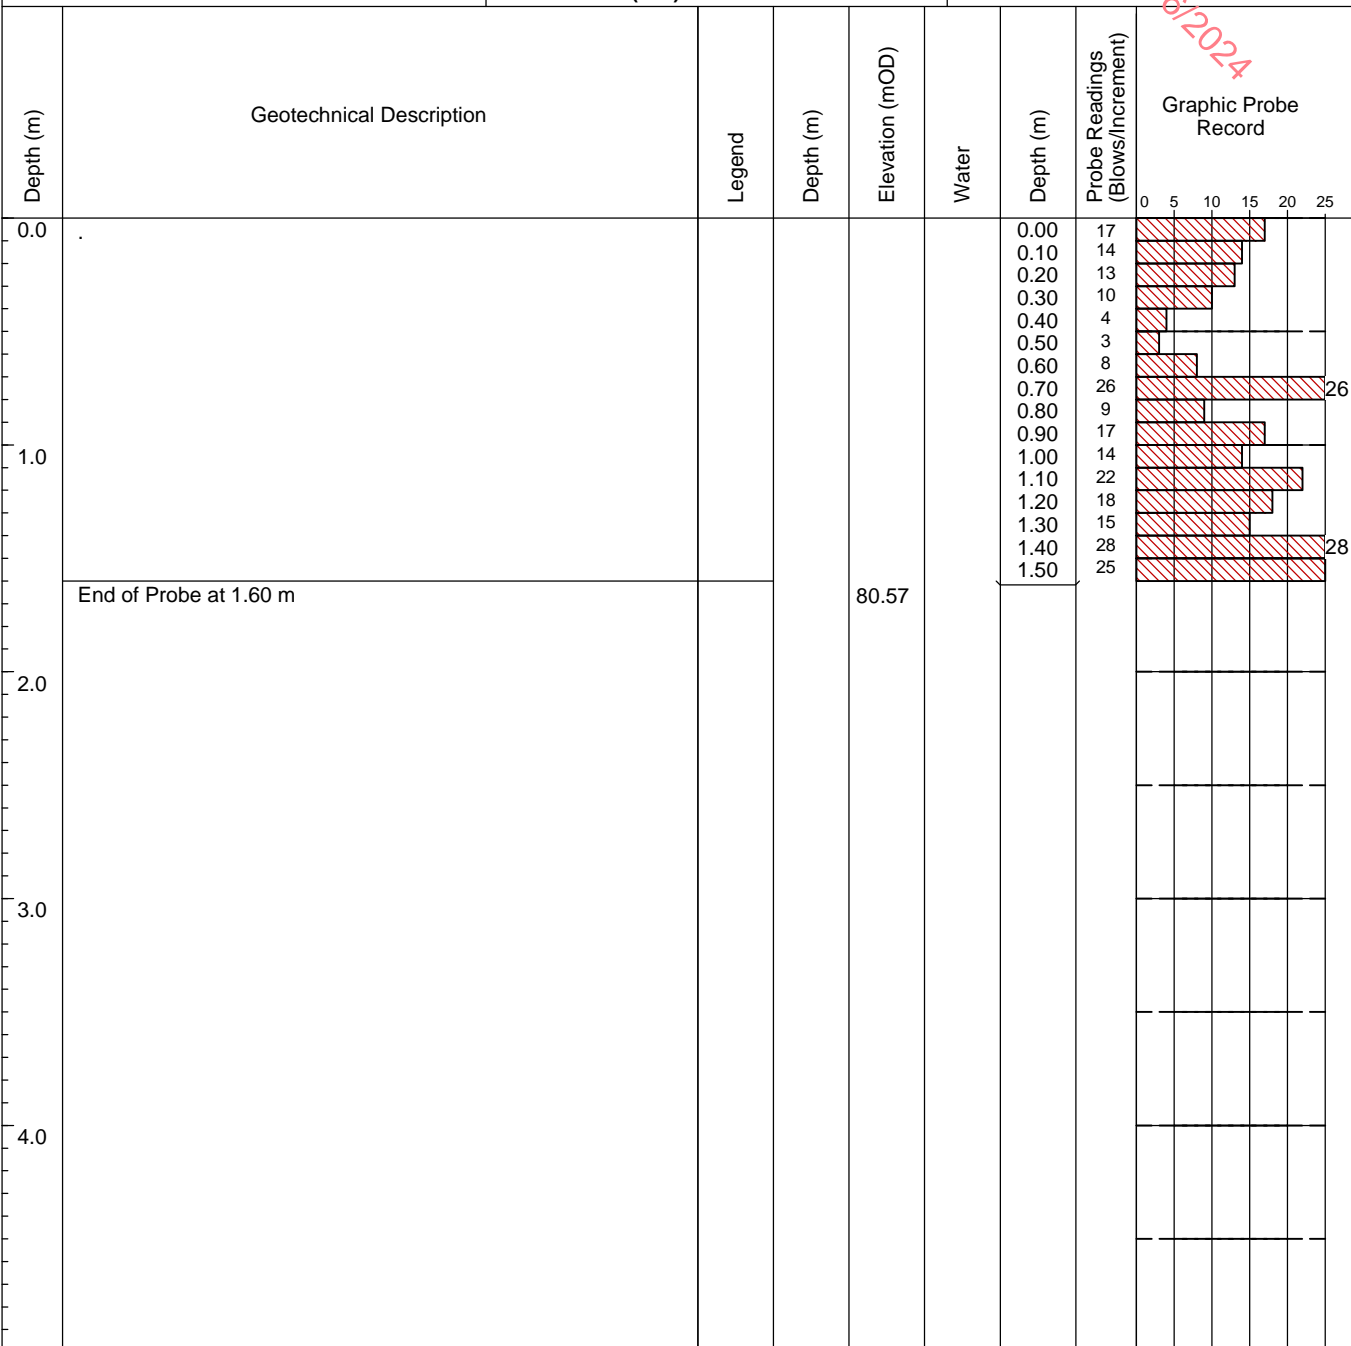 6/2024
Depth (m)
Geotechnical Description
Legend
Depth (m)
Elevation (mOD)
Water
Depth (m)
Probe Readings
(Blows/Increment)
Graphic Probe
Record
0 5 10 15 20 25
0.0 . 0.00 17
0.10 14
0.20 13
0.30 10
0.40 4
0.50 3
0.60 8
0.70 26 26
0.80 9
0.90 17
1.0 1.00 14
1.10 22
1.20 18
1.30 15
1.40 28 28
1.50 25
End of Probe at 1.60 m 80.57
2.0
3.0
4.0